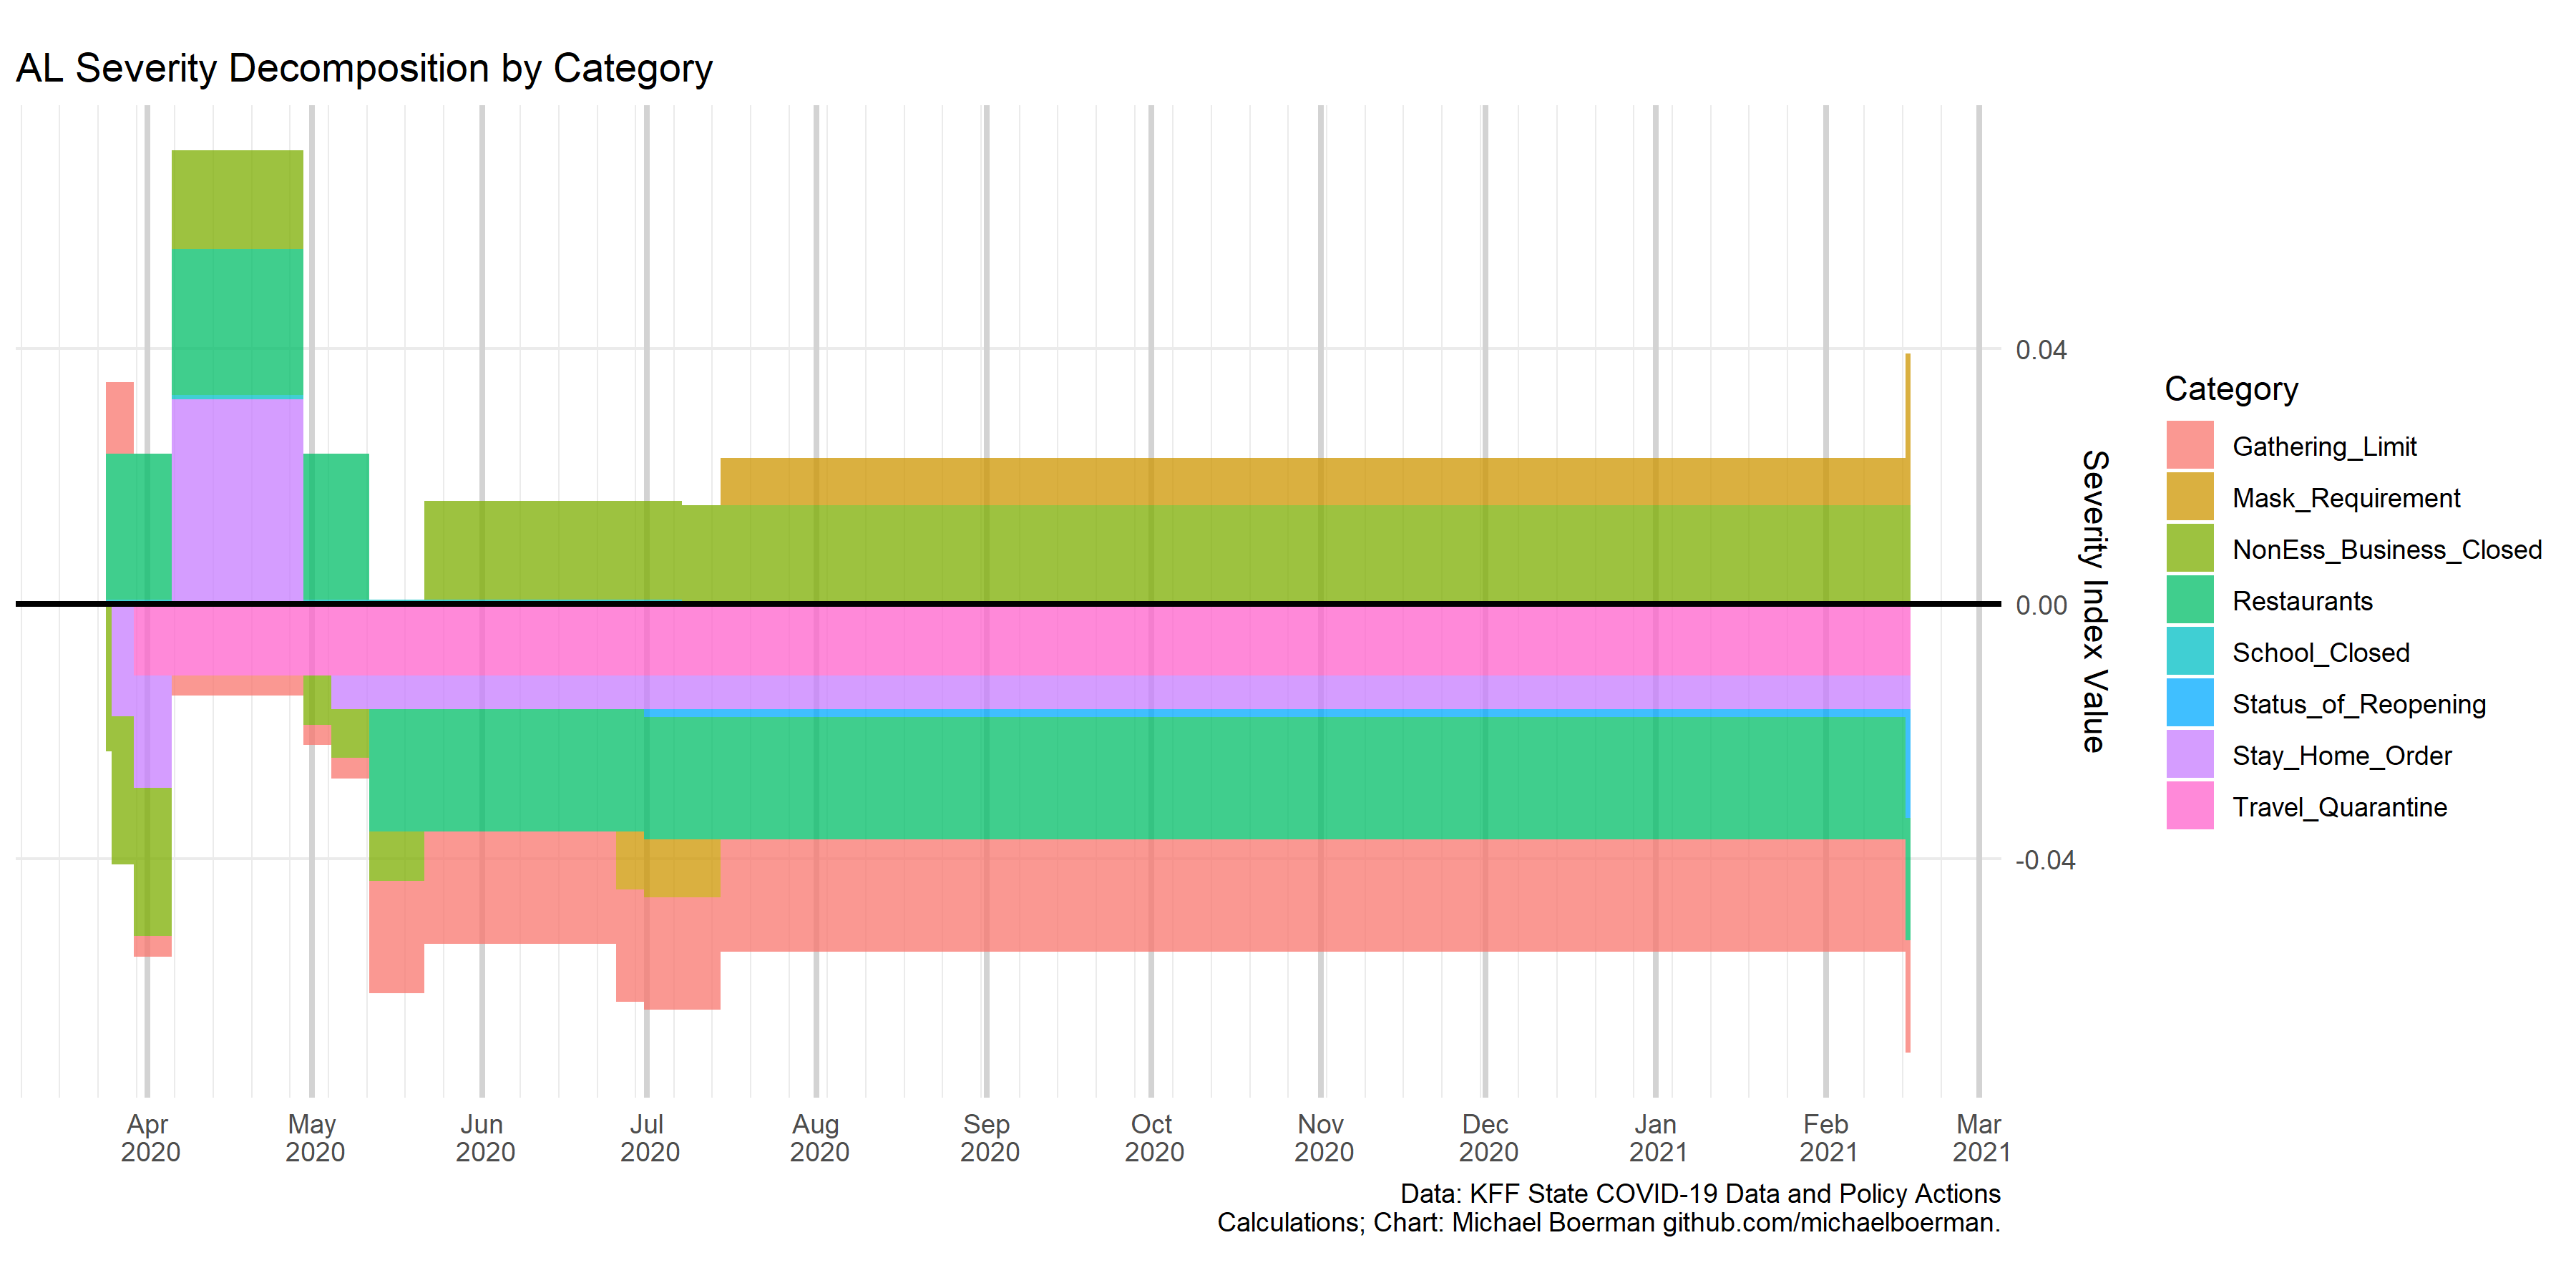 AL Severity Decomposition by Category
0.04
0.00
-0.04
Severity Index Value
Apr
2020
May
2020
Jun
2020
Jul
2020
Aug
2020
Sep
2020
Oct
2020
Nov
2020
Dec
2020
Jan
2021
Feb
2021
Mar
2021
Category
Gathering_Limit
Mask_Requirement
NonEss_Business_Closed
Restaurants
School_Closed
Status_of_Reopening
Stay_Home_Order
Travel_Quarantine
Data: KFF State COVID-19 Data and Policy Actions
Calculations; Chart: Michael Boerman github.com/michaelboerman.